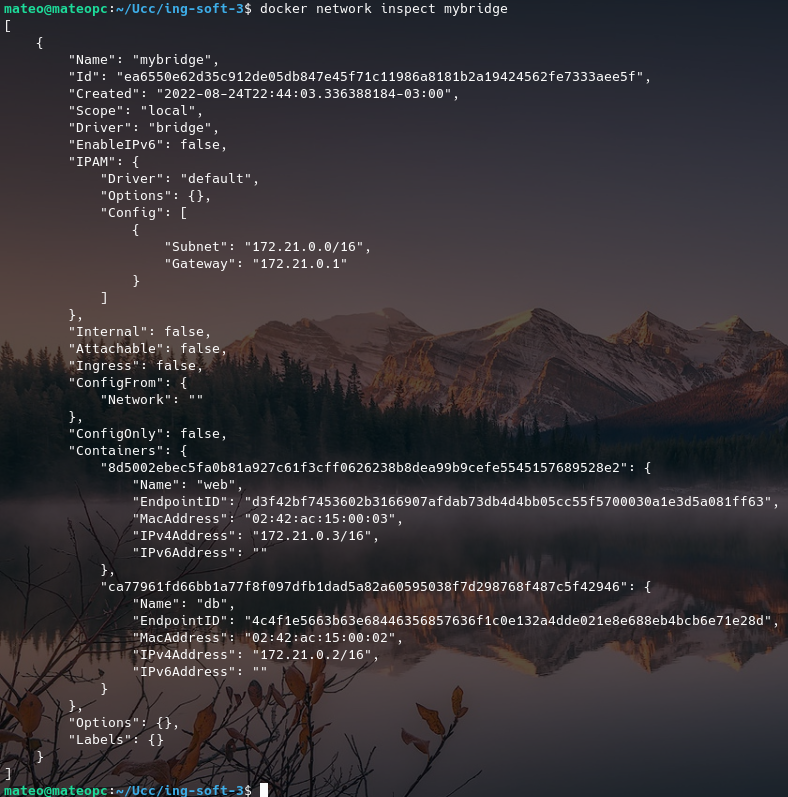 mateo@mateopc:~/Ucc/ing-soft-3$ docker network inspect mybridge
[
    {
        "Name": "mybridge",
        "Id": "ea6550e62d35c912de05db847e45f71c11986a8181b2a19424562fe7333aee5f",
        "Created": "2022-08-24T22:44:03.336388184-03:00",
        "Scope": "local",
        "Driver": "bridge",
        "EnableIPv6": false,
        "IPAM": {
            "Driver": "default",
            "Options": {},
            "Config": [
                {
                    "Subnet": "172.21.0.0/16",
                    "Gateway": "172.21.0.1"
                }
            ]
        },
        "Internal": false,
        "Attachable": false,
        "Ingress": false,
        "ConfigFrom": {
            "Network": ""
        },
        "ConfigOnly": false,
        "Containers": {
            "8d5002ebec5fa0b81a927c61f3cff0626238b8dea99b9cefe5545157689528e2": {
                "Name": "web",
                "EndpointID": "d3f42bf7453602b3166907afdab73db4d4bb05cc55f5700030a1e3d5a081ff63",
                "MacAddress": "02:42:ac:15:00:03",
                "IPv4Address": "172.21.0.3/16",
                "IPv6Address": ""
            },
            "ca77961fd66bb1a77f8f097dfb1dad5a82a60595038f7d298768f487c5f42946": {
                "Name": "db",
                "EndpointID": "4c4f1e5663b63e68446356857636f1c0e132a4dde021e8e688eb4bcb6e71e28d",
                "MacAddress": "02:42:ac:15:00:02",
                "IPv4Address": "172.21.0.2/16",
                "IPv6Address": ""
            }
        },
        "Options": {},
        "Labels": {}
    }
]
mateo@mateopc:~/Ucc/ing-soft-3$